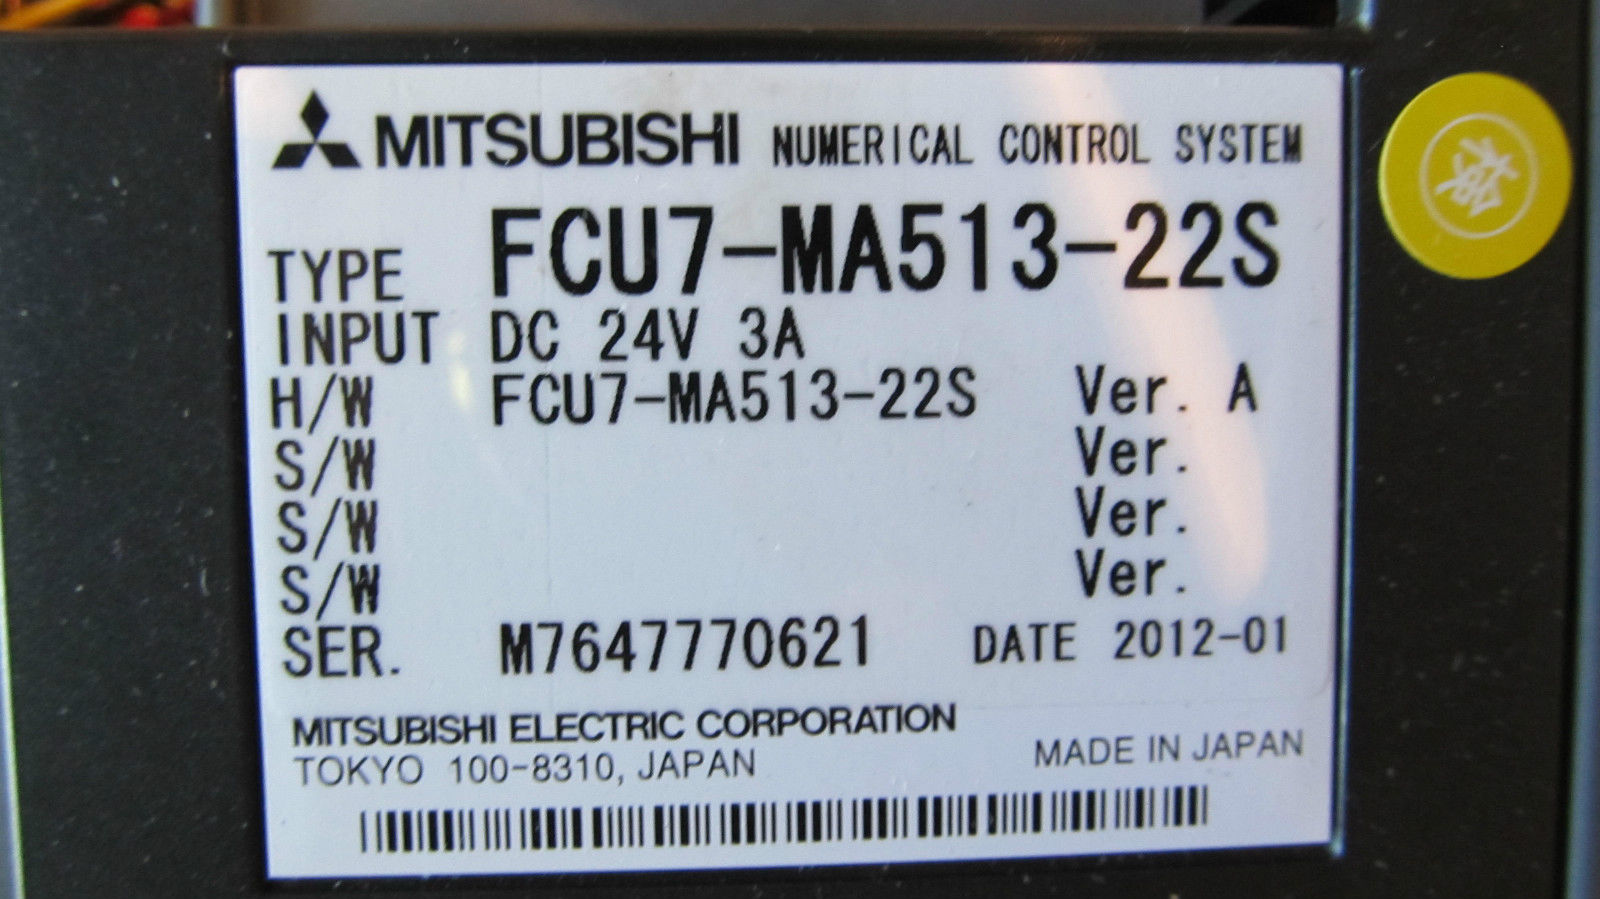 MITSUBISHI NUMERICAL CONTROL SYSTEM
TYPE FCU7-MA513-22S
INPUT DC 24V 3A
H/W FCU7-MA513-22S Ver. A
S/W Ver.
S/W Ver.
S/W Ver.
SER. M7647770621 DATE 2012-01
MITSUBISHI ELECTRIC CORPORATION
TOKYO 100-8310, JAPAN MADE IN JAPAN